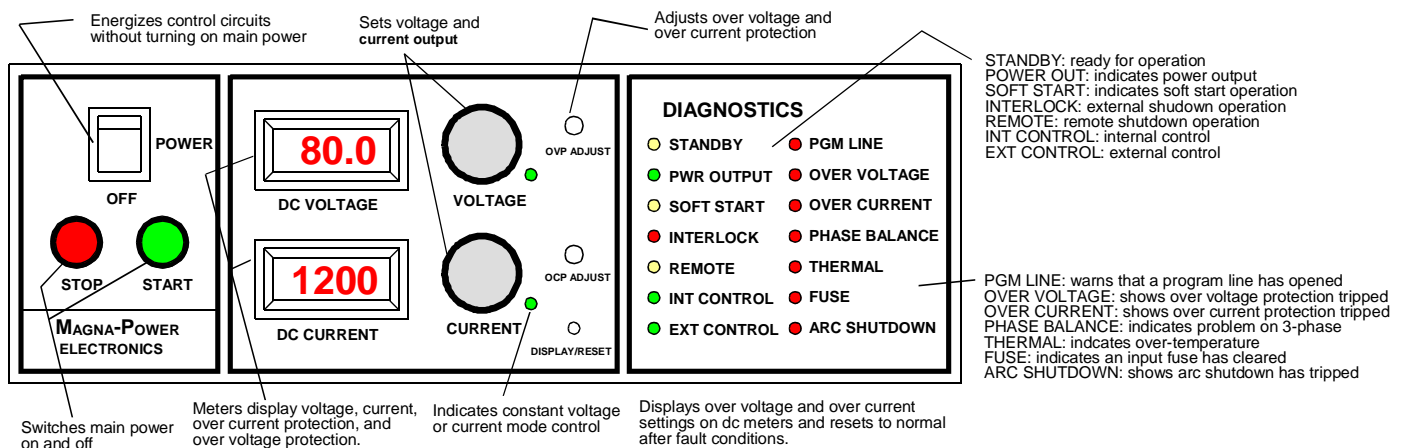 Energizes control circuits
without turning on main power
Sets voltage and
current output
Adjusts over voltage and
over current protection
STANDBY: ready for operation
POWER OUT: indicates power output
SOFT START: indicates soft start operation
INTERLOCK: external shudown operation
REMOTE: remote shutdown operation
INT CONTROL: internal control
EXT CONTROL: external control
POWER
OFF
STOP
START
MAGNA-POWER
ELECTRONICS
80.0
DC VOLTAGE
1200
DC CURRENT
VOLTAGE
CURRENT
OVP ADJUST
OCP ADJUST
DISPLAY/RESET
DIAGNOSTICS
STANDBY
PWR OUTPUT
SOFT START
INTERLOCK
REMOTE
INT CONTROL
EXT CONTROL
PGM LINE
OVER VOLTAGE
OVER CURRENT
PHASE BALANCE
THERMAL
FUSE
ARC SHUTDOWN
PGM LINE: warns that a program line has opened
OVER VOLTAGE: shows over voltage protection tripped
OVER CURRENT: shows over current protection tripped
PHASE BALANCE: indicates problem on 3-phase
THERMAL: indcates over-temperature
FUSE: indicates an input fuse has cleared
ARC SHUTDOWN: shows arc shutdown has tripped
Switches main power
on and off
Meters display voltage, current,
over current protection, and
over voltage protection.
Indicates constant voltage
or current mode control
Displays over voltage and over current
settings on dc meters and resets to normal
after fault conditions.